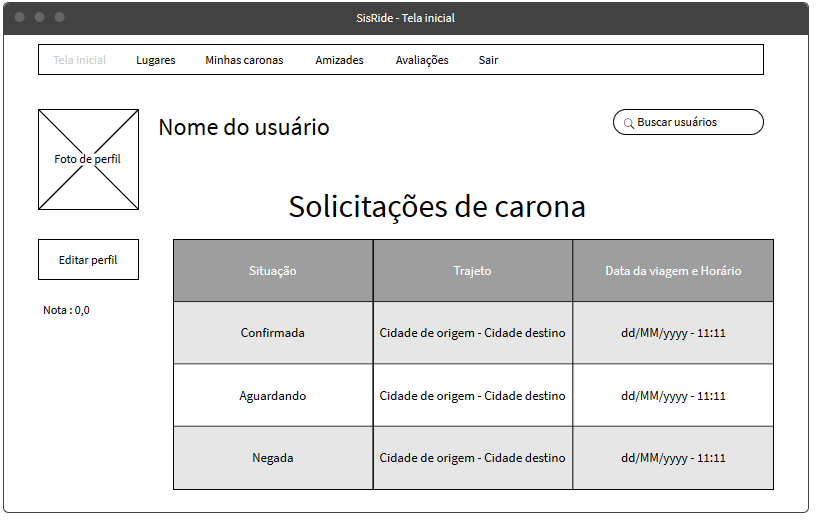 SisRide - Tela inicial
Tela inicial Lugares Minhas caronas Amizades Avaliações Sair
Foto de perfil
Nome do usuário
Buscar usuários
Solicitações de carona
Editar perfil
Nota : 0,0
Situação Trajeto Data da viagem e Horário
Confirmada Cidade de origem - Cidade destino dd/MM/yyyy - 11:11
Aguardando Cidade de origem - Cidade destino dd/MM/yyyy - 11:11
Negada Cidade de origem - Cidade destino dd/MM/yyyy - 11:11